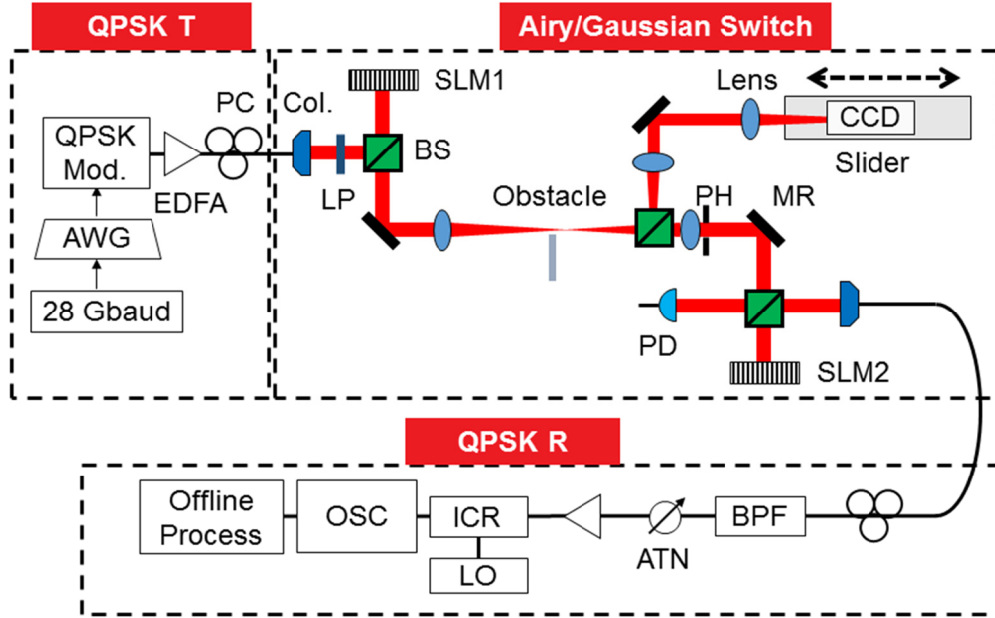 QPSK T
Airy/Gaussian Switch
PC
Col.
SLM1
Lens
QPSK
Mod.
BS
CCD
Slider
EDFA
LP
Obstacle
PH
MR
AWG
28 Gbaud
PD
SLM2
QPSK R
Offline
Process
OSC
ICR
BPF
ATN
LO